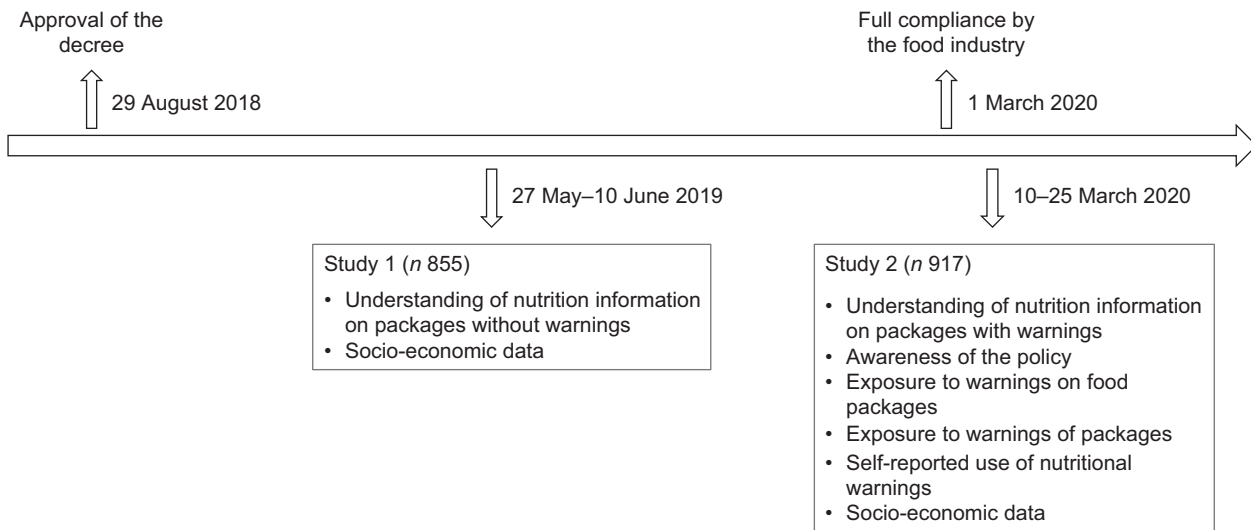 Approval of the
decree
29 August 2018
Full compliance by
the food industry
1 March 2020
27 May–10 June 2019
10–25 March 2020
Study 1 (n 855)
• Understanding of nutrition information
on packages without warnings
• Socio-economic data
Study 2 (n 917)
• Understanding of nutrition information
on packages with warnings
• Awareness of the policy
• Exposure to warnings on food
packages
• Exposure to warnings of packages
• Self-reported use of nutritional
warnings
• Socio-economic data